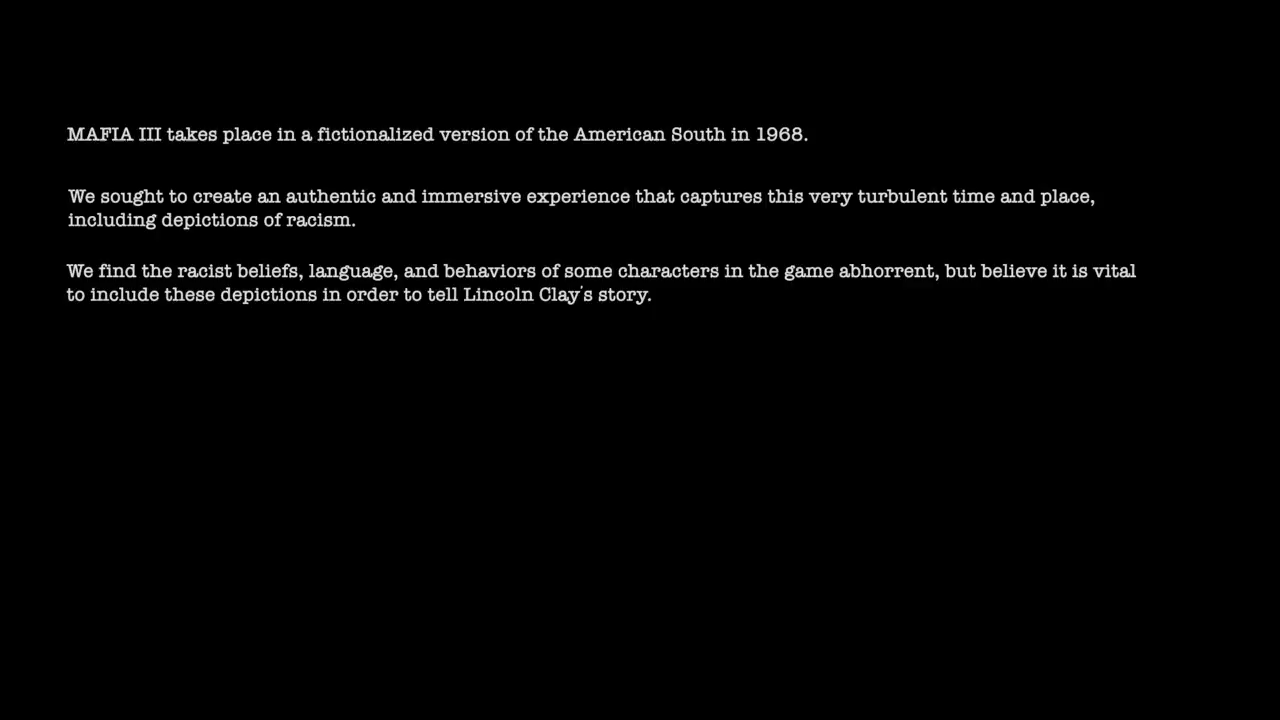 MAFIA III takes place in a fictionalized version of the American South in 1968.
We sought to create an authentic and immersive experience that captures this very turbulent time and place,
including depictions of racism.
We find the racist beliefs, language, and behaviors of some characters in the game abhorrent, but believe it is vital
to include these depictions in order to tell Lincoln Clay's story.